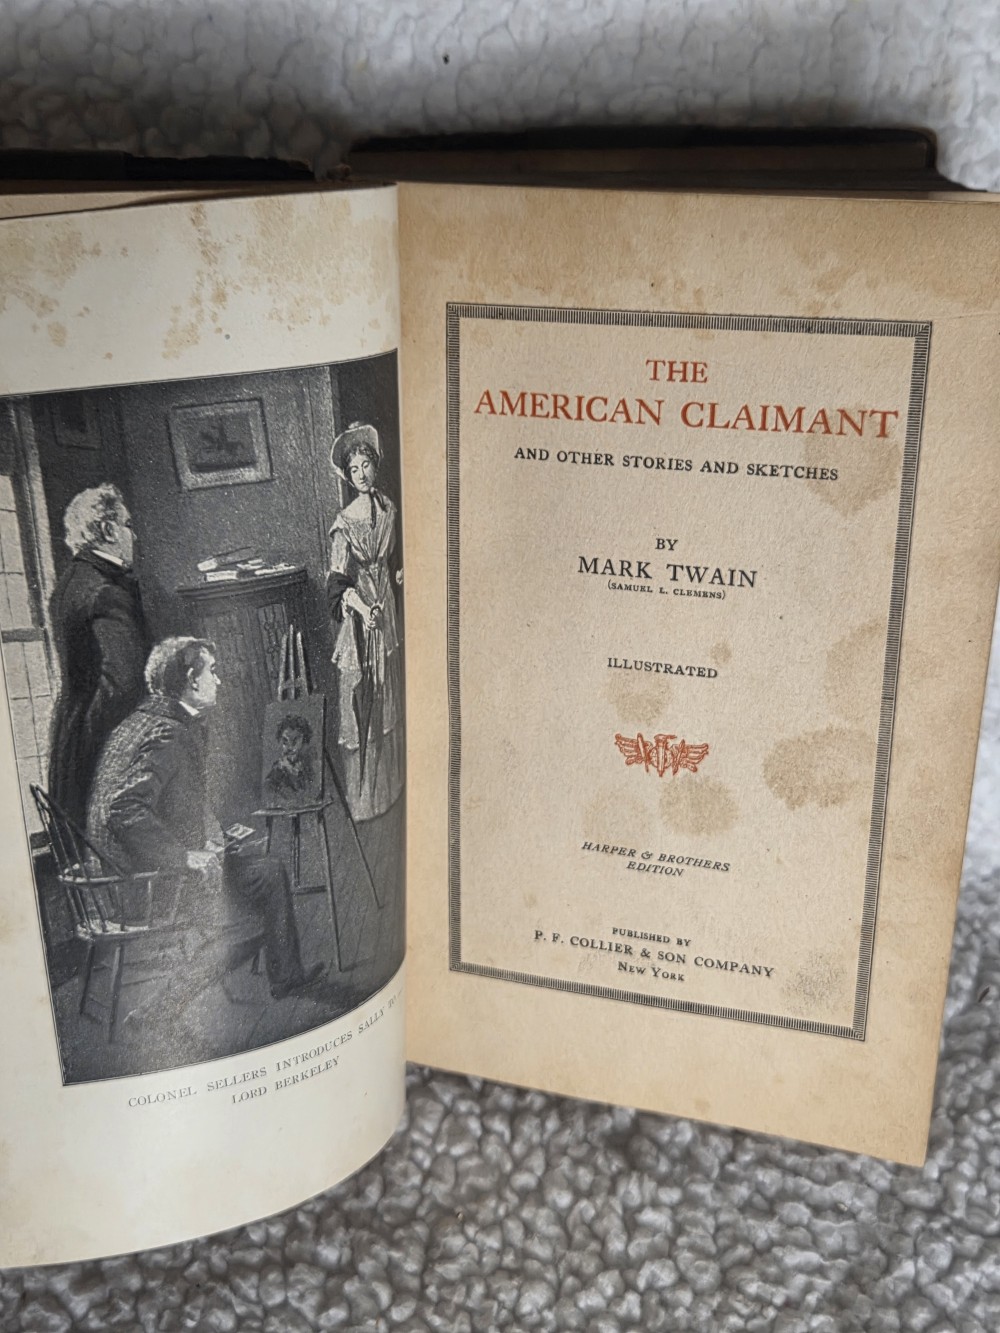 COLONEL SELLERS INTRODUCES SALLY TO
LORD BERKELEY
THE
AMERICAN CLAIMANT
AND OTHER STORIES AND SKETCHES
BY
MARK TWAIN
(SAMUEL L. CLEMENS)
ILLUSTRATED
HARPER & BROTHERS
EDITION
PUBLISHED BY
P. F. COLLIER & SON COMPANY
NEW YORK